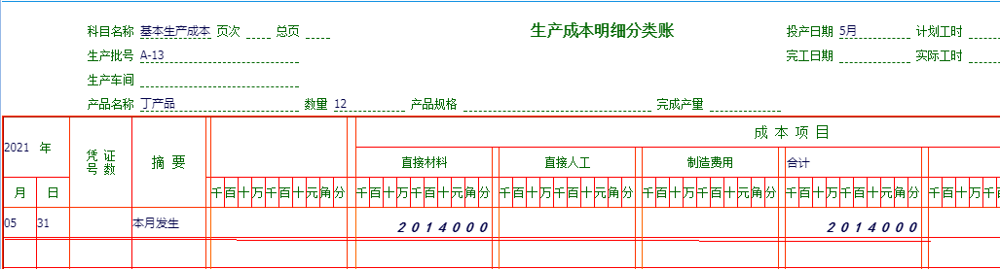 生产成本明细分类账
科目名称 基本生产成本 页次 总页 投产日期 5月 计划工时
生产批号 A-13 完工日期 实际工时
生产车间
产品名称 丁产品 数量 12 产品规格 完成产量
2021 年 凭证号数 摘要 成本项目
直接材料 直接人工 制造费用 合计
月 日 千百十万千百十元角分 千百十万千百十元角分 千百十万千百十元角分 千百十万千百十元角分 千百十万千百十元角分 千百十万千百
05 31 本月发生 2014000 2014000